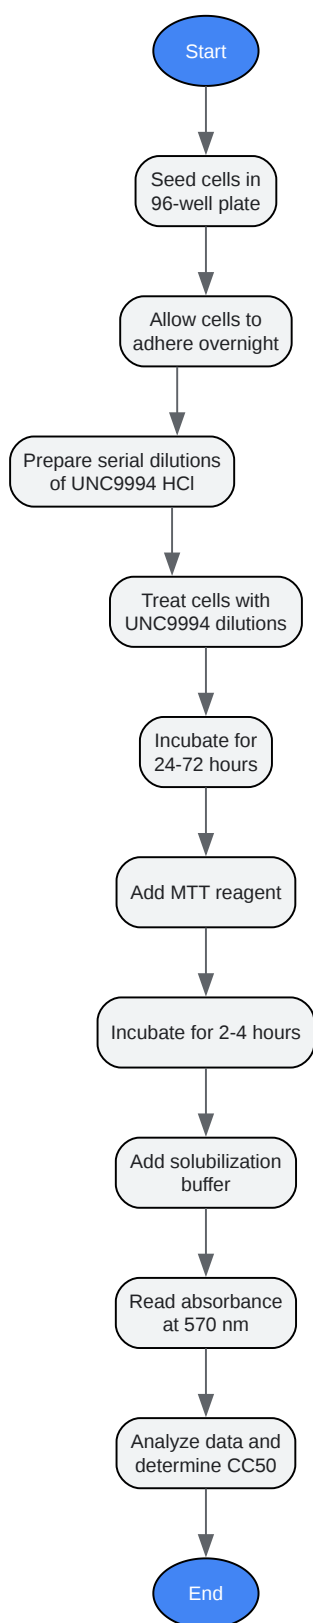 Start
Seed cells in
96-well plate
Allow cells to
adhere overnight
Prepare serial dilutions
of UNC9994 HCl
Treat cells with
UNC9994 dilutions
Incubate for
24-72 hours
Add MTT reagent
Incubate for 2-4 hours
Add solubilization
buffer
Read absorbance
at 570 nm
Analyze data and
determine CC50
End